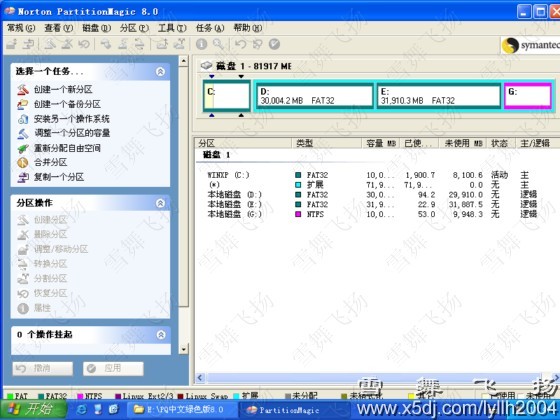 Norton PartitionMagic 8.0
常规(G) 查看(V) 磁盘(D) 分区(P) 工具(T) 任务(A) 帮助(H)
symantec
选择一个任务...
创建一个新分区
创建一个备份分区
安装另一个操作系统
调整一个分区的容量
重新分配自由空间
合并分区
复制一个分区
分区操作
创建分区
删除分区
调整/移动分区
转换分区
分割分区
恢复分区
属性
0 个操作挂起
撤消 应用
磁盘 1 - 81917 MB
C: D: E: G:
30,004.2 MB FAT32 31,910.3 MB FAT32
分区 类型 容量 MB 已使... 未使用 MB 状态 主/逻辑
磁盘 1
WINXP (C:) FAT32 10,0... 1,900.7 8,100.6 活动 主
(*) 扩展 71,9... 71,9... 0.0 无 主
本地磁盘 (D:) FAT32 30,0... 94.2 29,910.0 无 逻辑
本地磁盘 (E:) FAT32 31,9... 22.9 31,887.5 无 逻辑
本地磁盘 (G:) NTFS 10,0... 53.0 9,948.3 无 逻辑
FAT FAT32 NTFS Linux Ext2/3 Linux Swap 扩展 未分配 已使用 未使用
开始 E:\PQ中文绿色版8.0 PartitionMagic
雪舞飞扬
www.x5dj.com/lyllh2004